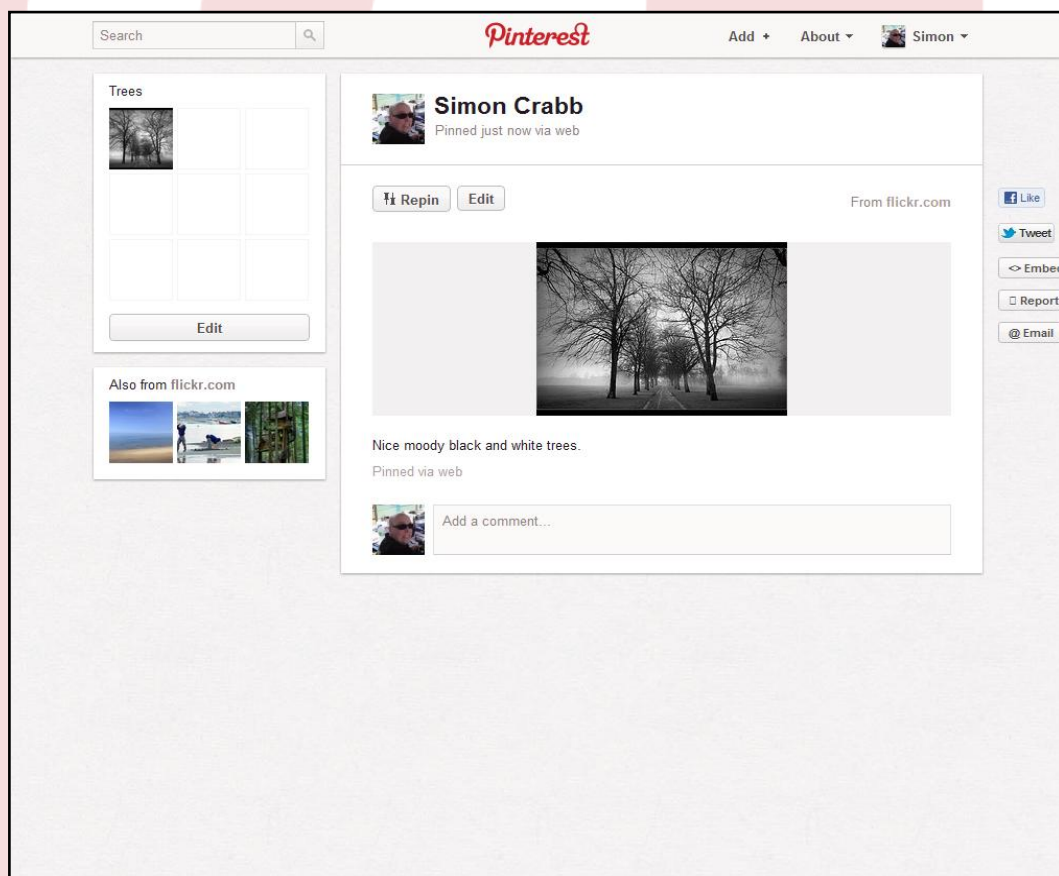 Search
Pinterest
Add +
About
Simon
Trees
Edit
Also from flickr.com
Simon Crabb
Pinned just now via web
Repin
Edit
From flickr.com
Nice moody black and white trees.
Pinned via web
Add a comment...
Like
Tweet
<> Embed
Report
@ Email